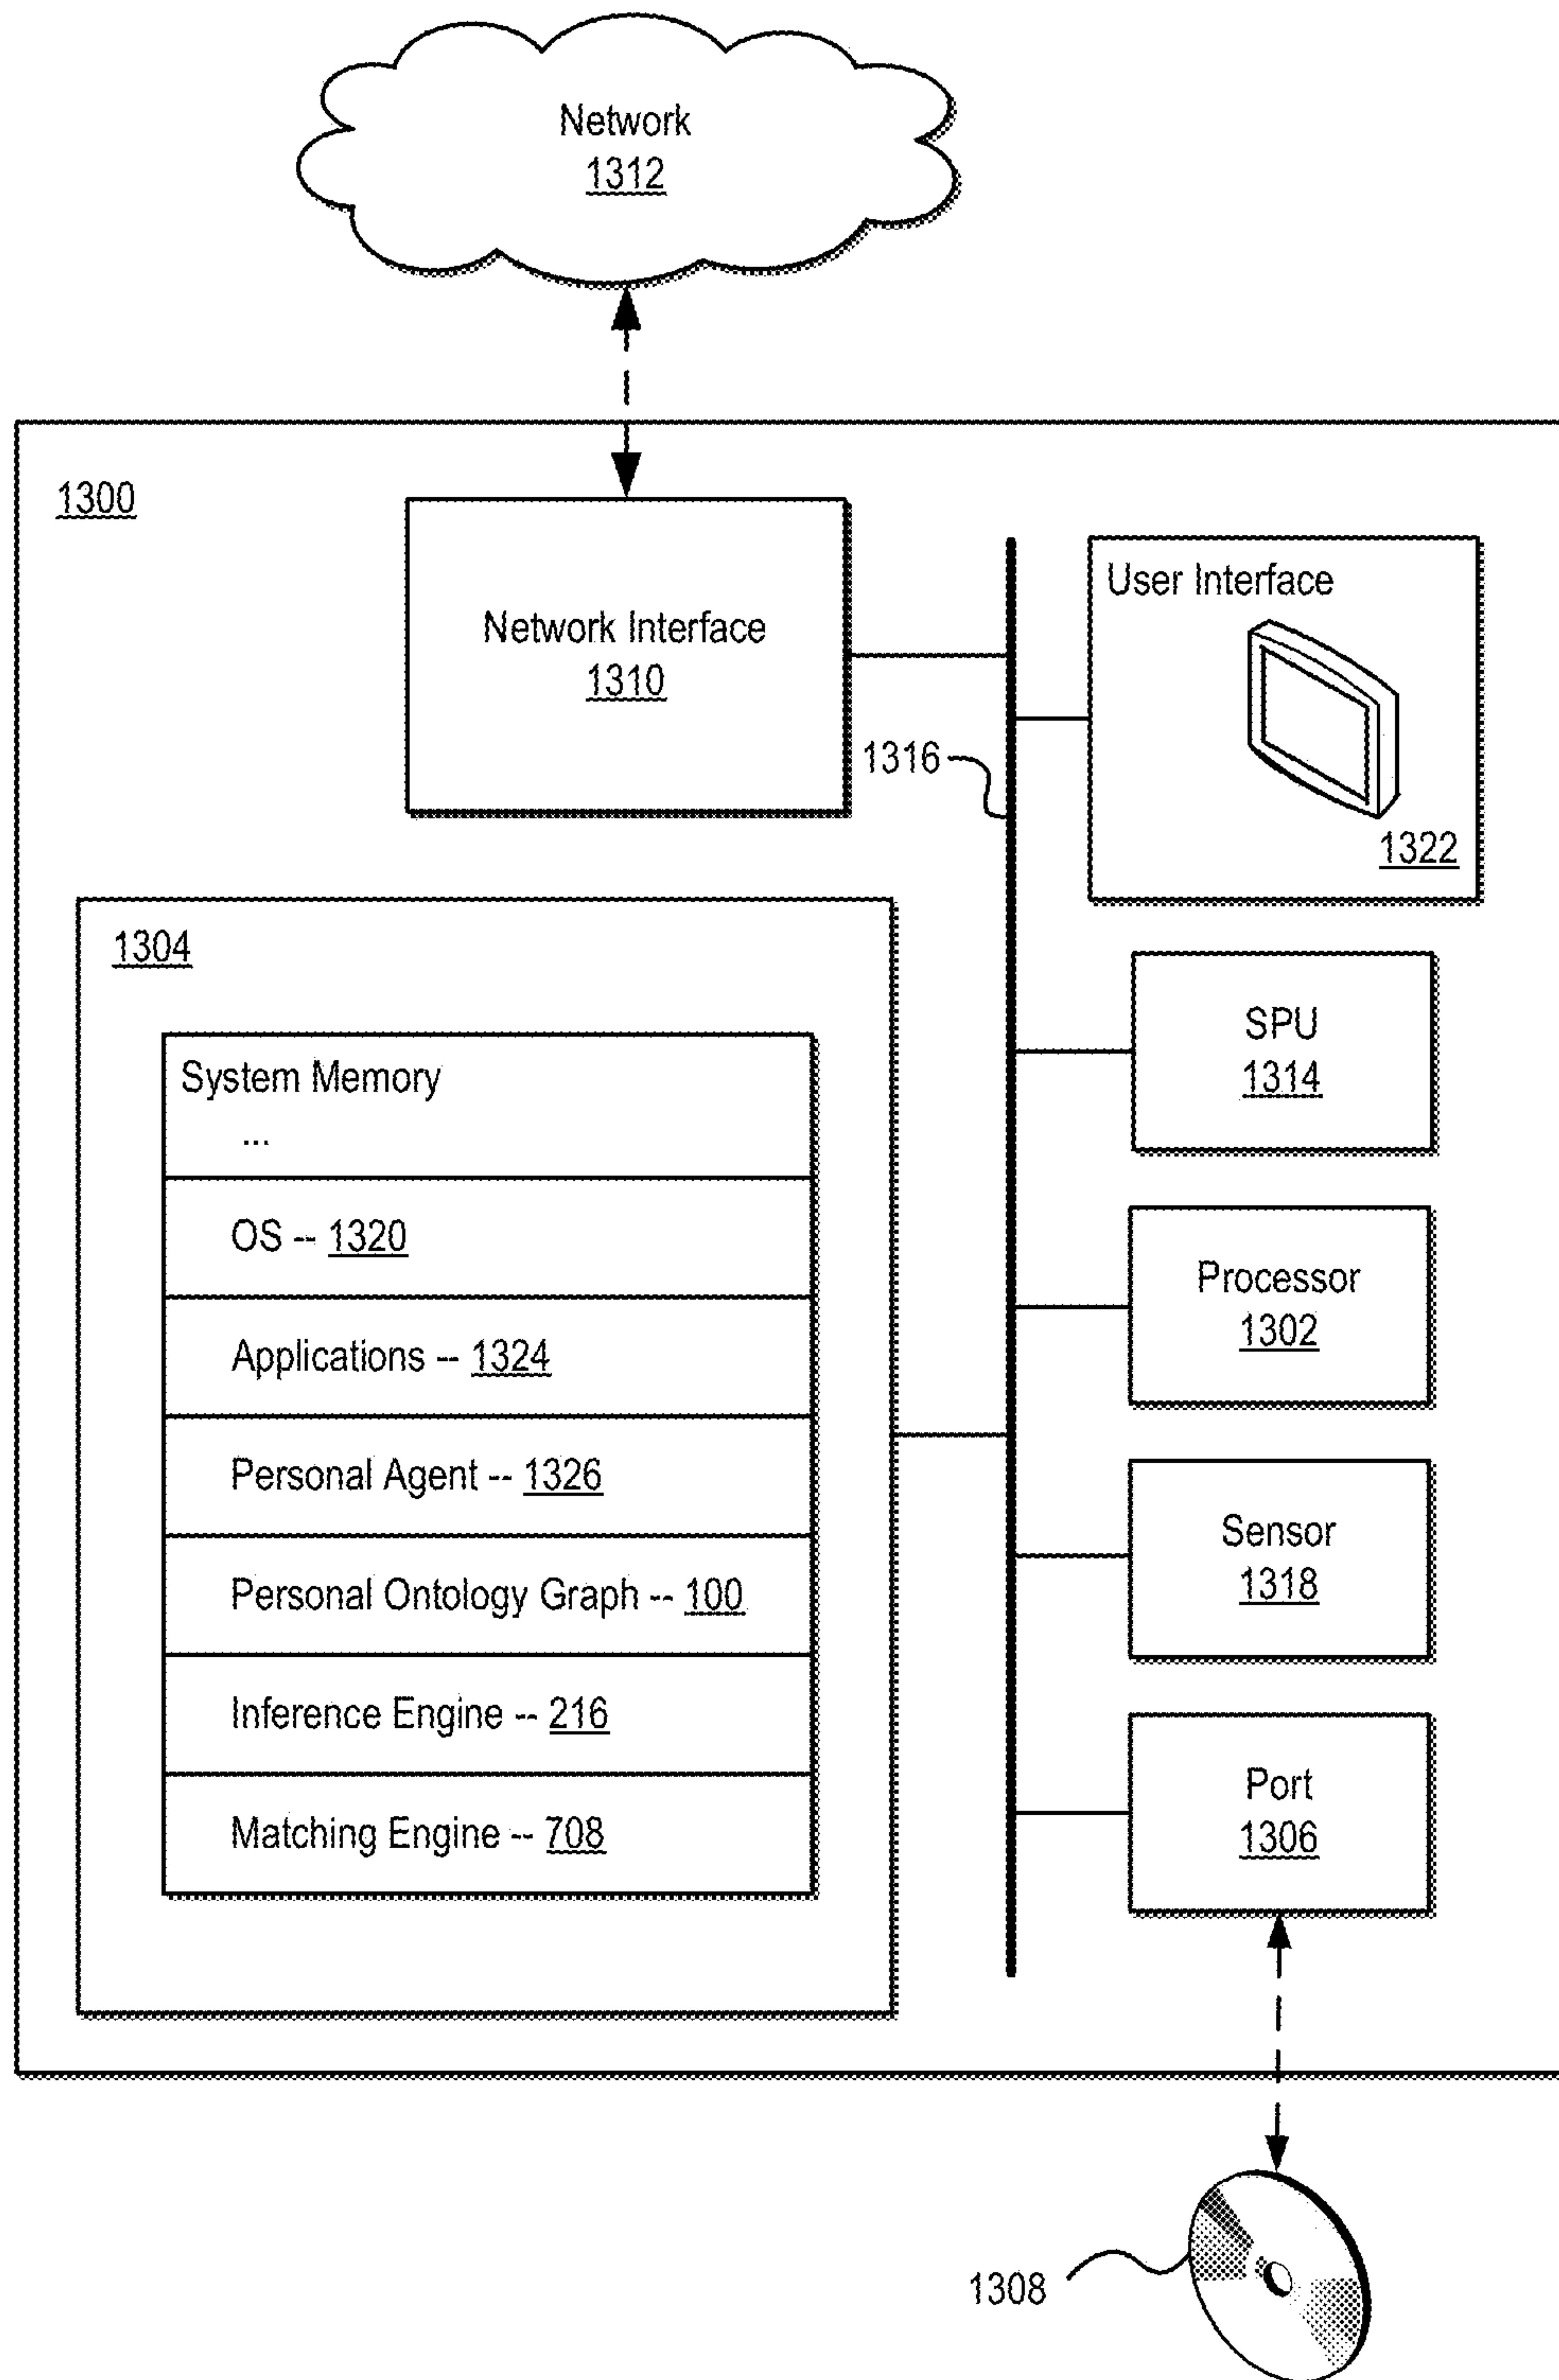 Network
1312
1300
Network Interface
1310
User Interface
1322
1316
1304
System Memory
...
OS -- 1320
Applications -- 1324
Personal Agent -- 1326
Personal Ontology Graph -- 100
Inference Engine -- 216
Matching Engine -- 708
SPU
1314
Processor
1302
Sensor
1318
Port
1306
1308